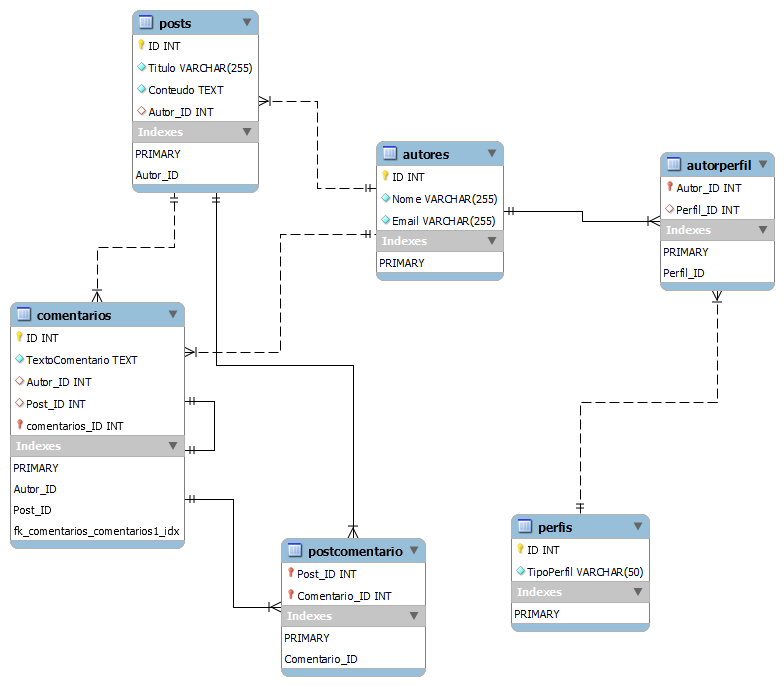 posts
ID INT
Titulo VARCHAR(255)
Conteudo TEXT
Autor_ID INT
Indexes
PRIMARY
Autor_ID
autores
ID INT
Nome VARCHAR(255)
Email VARCHAR(255)
Indexes
PRIMARY
autorperfil
Autor_ID INT
Perfil_ID INT
Indexes
PRIMARY
Perfil_ID
comentarios
ID INT
TextoComentario TEXT
Autor_ID INT
Post_ID INT
comentarios_ID INT
Indexes
PRIMARY
Autor_ID
Post_ID
fk_comentarios_comentarios1_idx
postcomentario
Post_ID INT
Comentario_ID INT
Indexes
PRIMARY
Comentario_ID
perfis
ID INT
TipoPerfil VARCHAR(50)
Indexes
PRIMARY